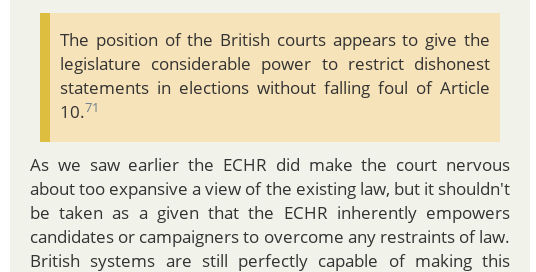 The position of the British courts appears to give the
legislature considerable power to restrict dishonest
statements in elections without falling foul of Article
10.71
As we saw earlier the ECHR did make the court nervous
about too expansive a view of the existing law, but it shouldn't
be taken as a given that the ECHR inherently empowers
candidates or campaigners to overcome any restraints of law.
British systems are still perfectly capable of making this